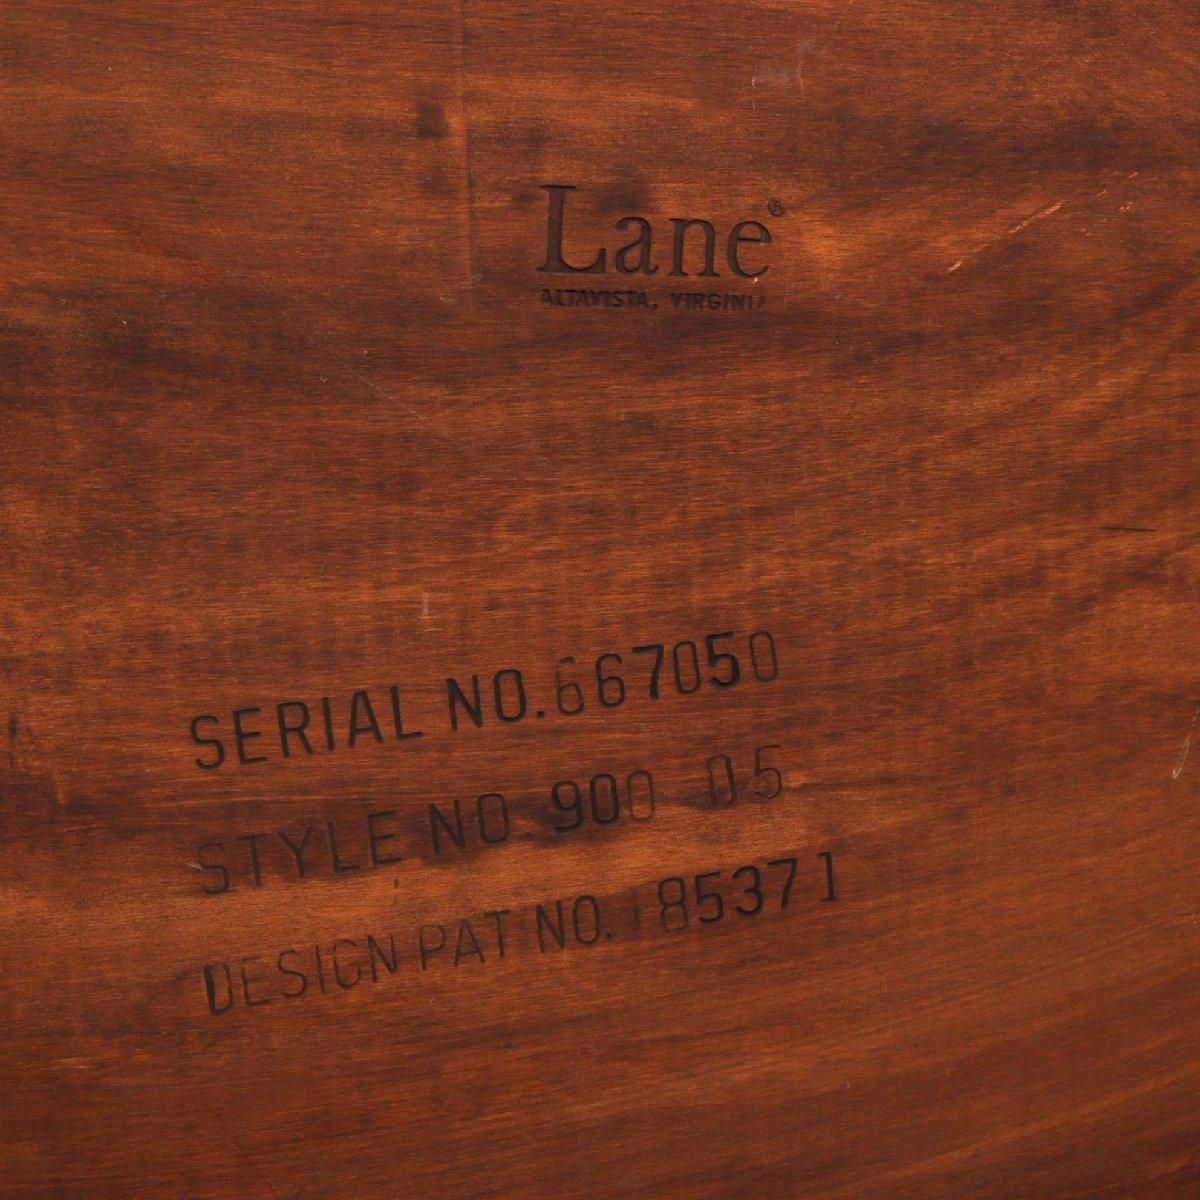 Lane®
ALTAVISTA, VIRGINIA
SERIAL NO. 667050
STYLE NO. 900 05
DESIGN PAT NO. 185371